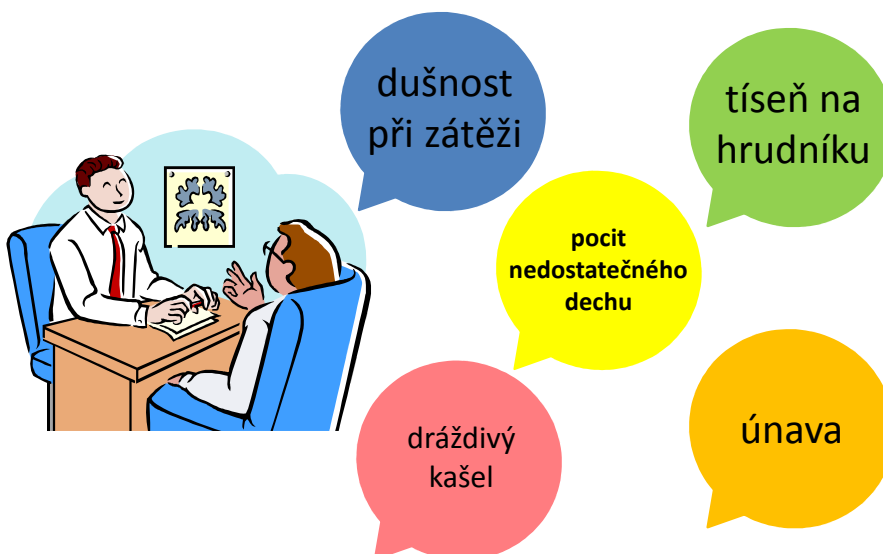 dušnost
při zátěži
tíseň na
hrudníku
pocit
nedostatečného
dechu
dráždivý
kašel
únava